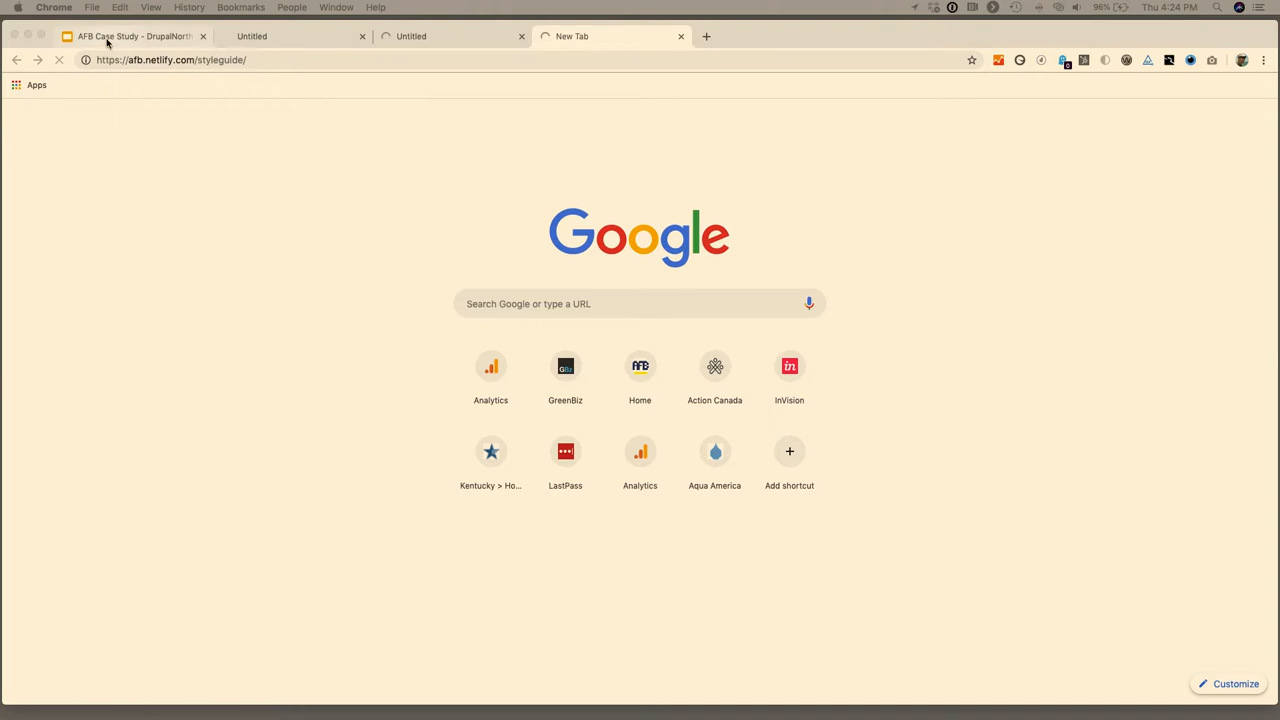 Chrome File Edit View History Bookmarks People Window Help 96% Thu 4:24 PM
AFB Case Study - DrupalNorth Untitled Untitled New Tab
https://afb.netlify.com/styleguide/
Apps
Google
Search Google or type a URL
Analytics GreenBiz Home Action Canada InVision
Kentucky > Ho... LastPass Analytics Aqua America Add shortcut
Customize